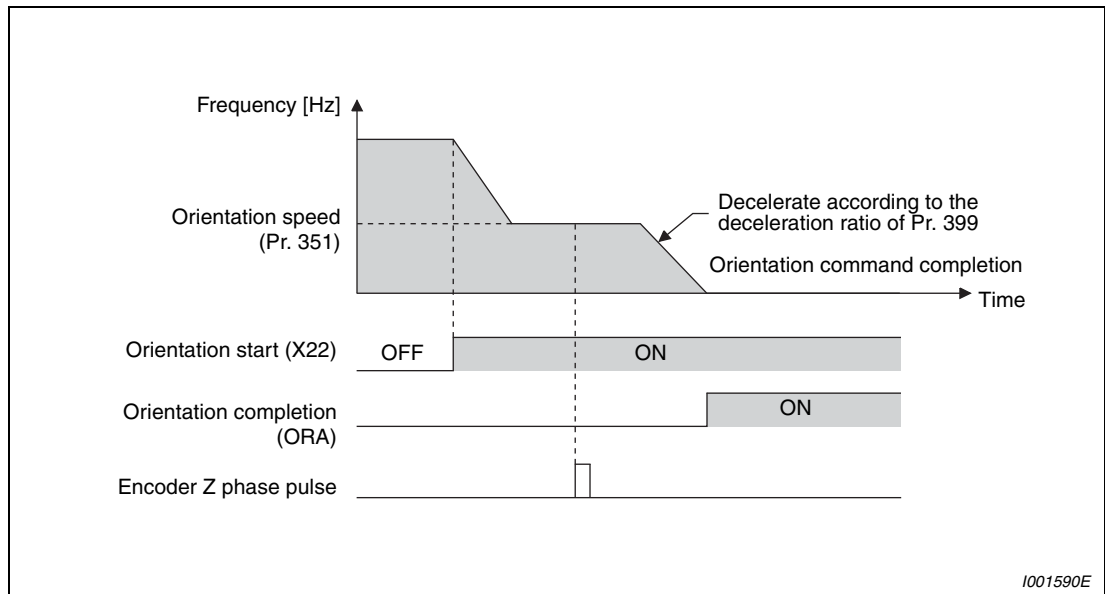 Frequency [Hz]
Orientation speed
(Pr. 351)
Decelerate according to the
deceleration ratio of Pr. 399
Orientation command completion
Time
Orientation start (X22)
OFF
ON
Orientation completion
(ORA)
ON
Encoder Z phase pulse
I001590E